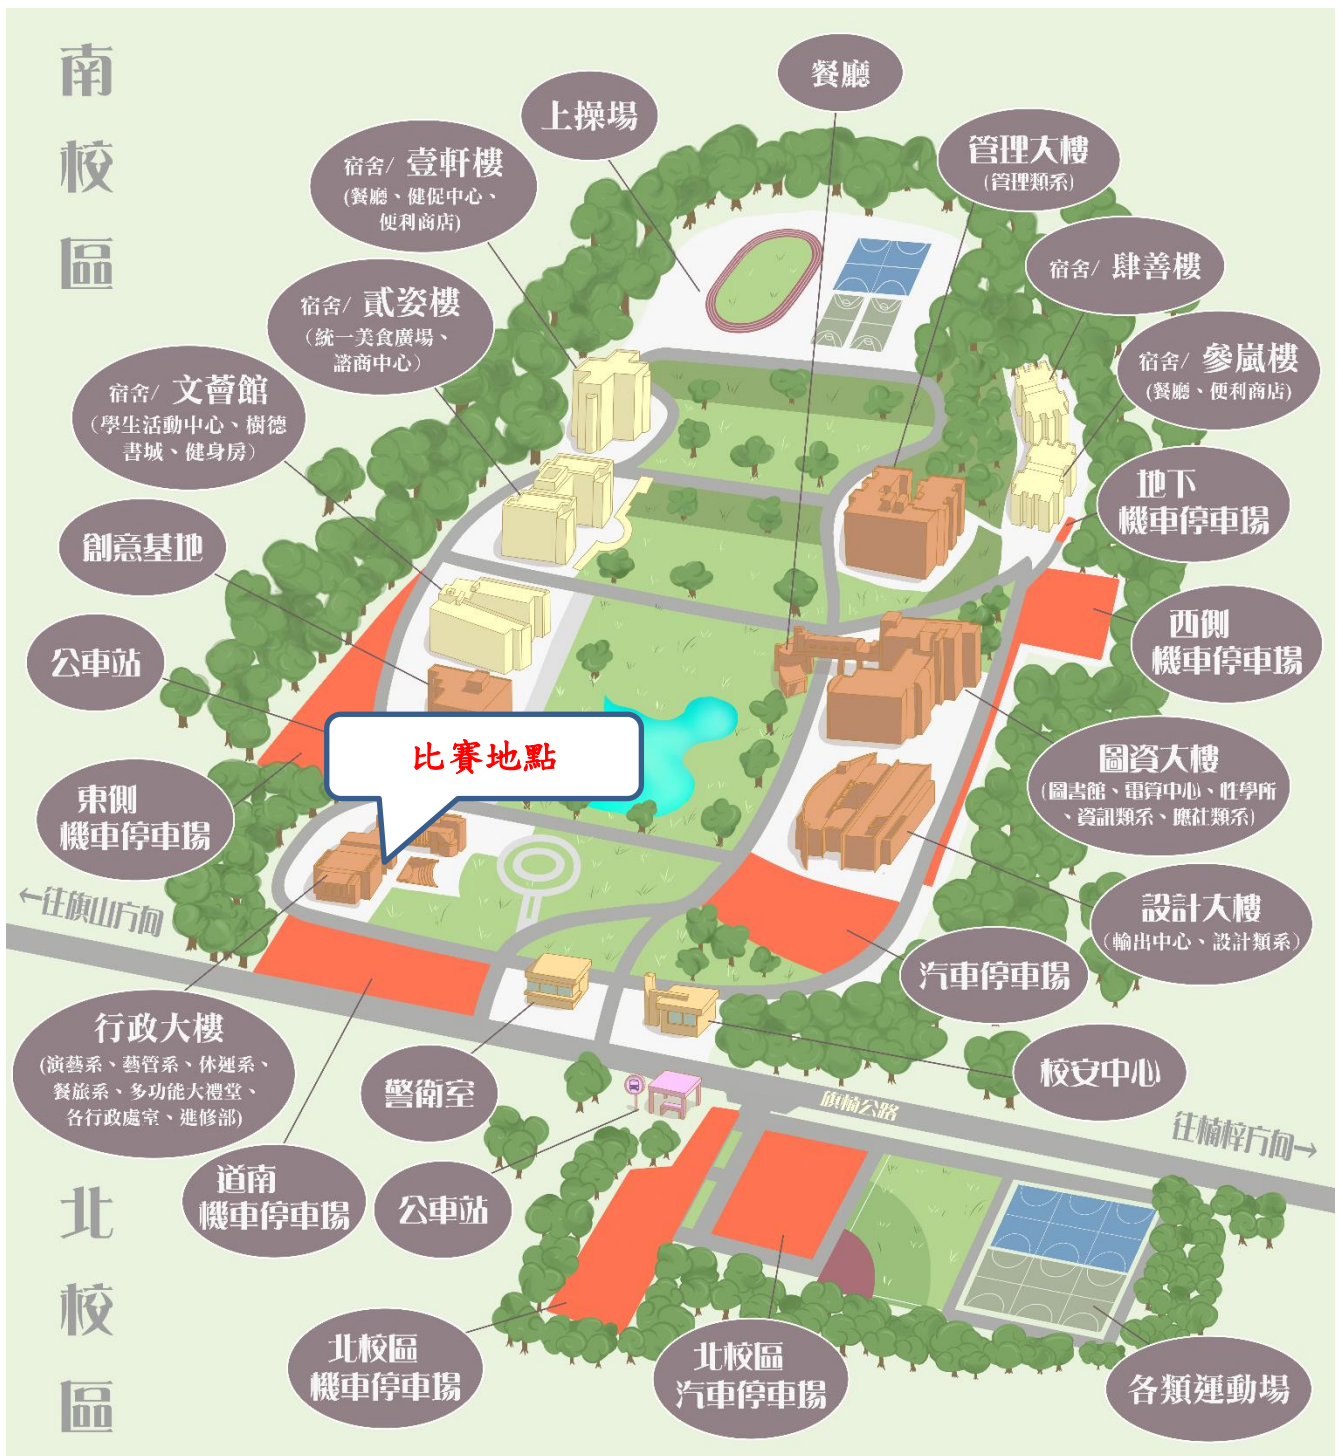 南
校
區
餐廳
上操場
管理大樓
(管理類系)
宿舍/ 壹軒樓
(餐廳、健促中心、
便利商店)
宿舍/ 肆善樓
宿舍/ 貳姿樓
(統一美食廣場、
諮商中心)
宿舍/ 參嵐樓
(餐廳、便利商店)
宿舍/ 文薈館
(學生活動中心、樹德
書城、健身房)
地下
機車停車場
創意基地
公車站
西側
機車停車場
比賽地點
東側
機車停車場
圖資大樓
(圖書館、電算中心、性學所
、資訊類系、應社類系)
←往旗山方向
設計大樓
(輸出中心、設計類系)
汽車停車場
行政大樓
(演藝系、藝管系、休運系、
餐旅系、多功能大禮堂、
各行政處室、進修部)
警衛室
校安中心
旗楠公路
往楠梓方向→
道南
機車停車場
公車站
北
校
區
北校區
機車停車場
北校區
汽車停車場
各類運動場